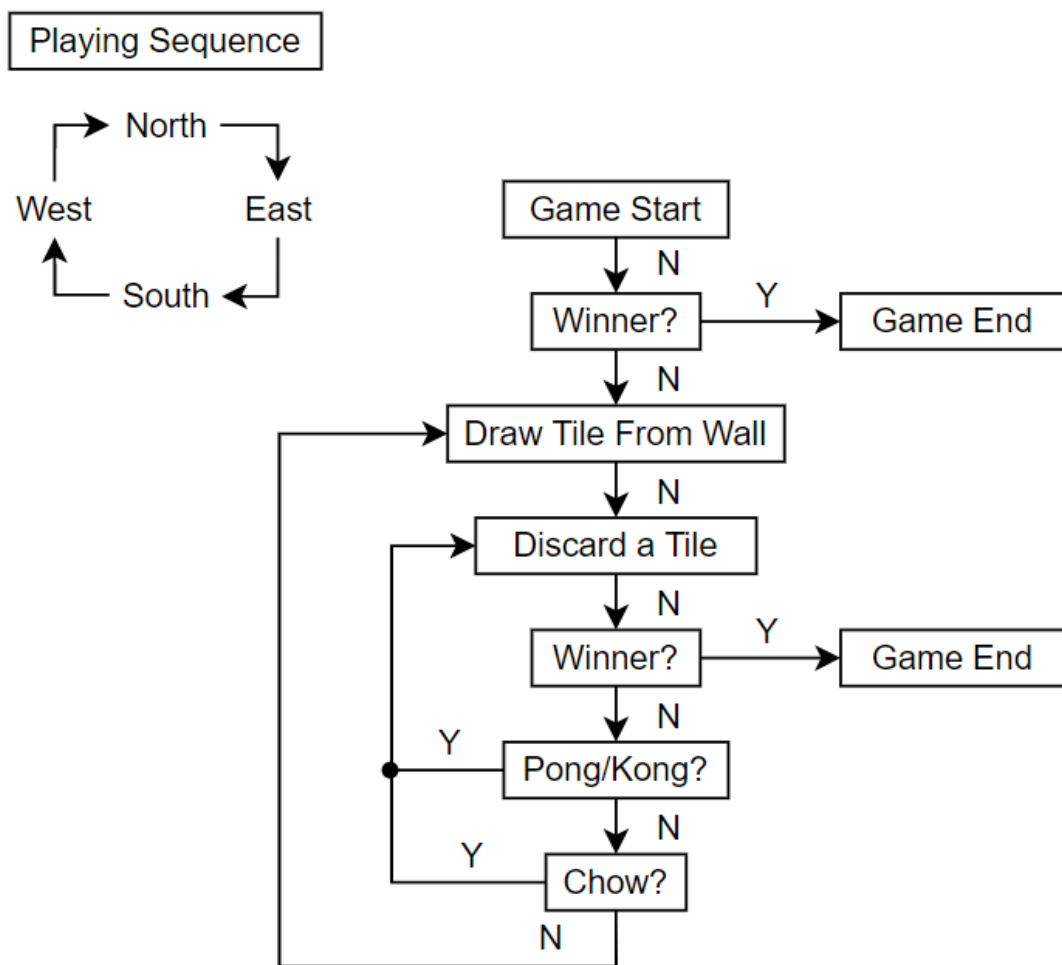 Playing Sequence
North
West
East
South
Game Start
N
Winner?
Y
Game End
N
Draw Tile From Wall
N
Discard a Tile
N
Winner?
Y
Game End
N
Y
Pong/Kong?
N
Y
Chow?
N